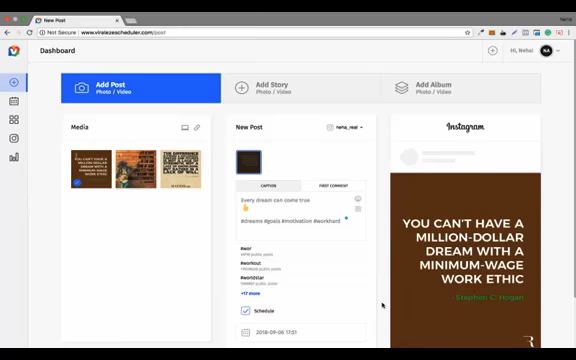 New Post
Neha
Not Secure | www.viralezescheduler.com/post
Dashboard
Hi, Neha!
NA
Add Post
Photo / Video
Add Story
Photo / Video
Add Album
Photo / Video
Media
New Post
neha_real
Instagram
CAPTION
FIRST COMMENT
Every dream can come true
#dreams #goals #motivation #workhard
#wor
#workout
#worldstar
+17 more
Schedule
2018-09-06 17:01
YOU CAN'T HAVE A
MILLION-DOLLAR
DREAM WITH A
MINIMUM-WAGE
WORK ETHIC
Stephen C. Hogan